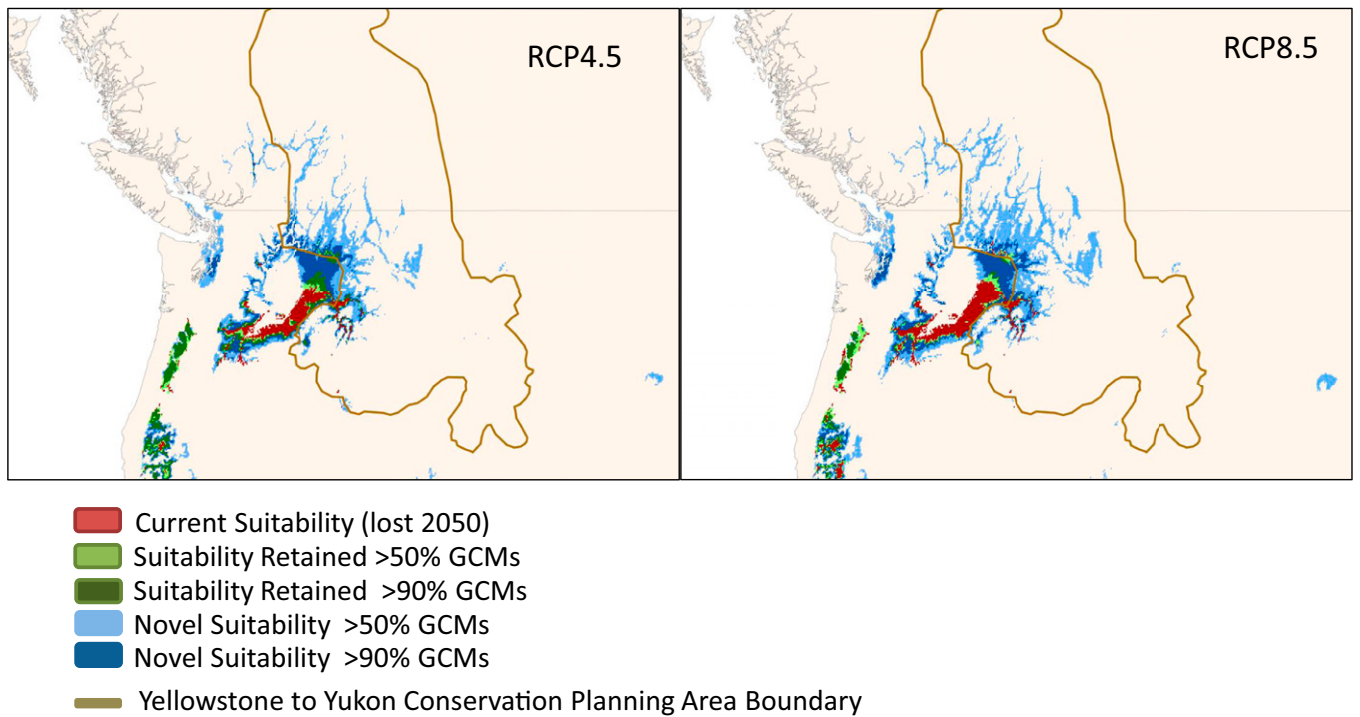 RCP4.5
RCP8.5
Current Suitability (lost 2050)
Suitability Retained >50% GCMs
Suitability Retained >90% GCMs
Novel Suitability >50% GCMs
Novel Suitability >90% GCMs
Yellowstone to Yukon Conservation Planning Area Boundary